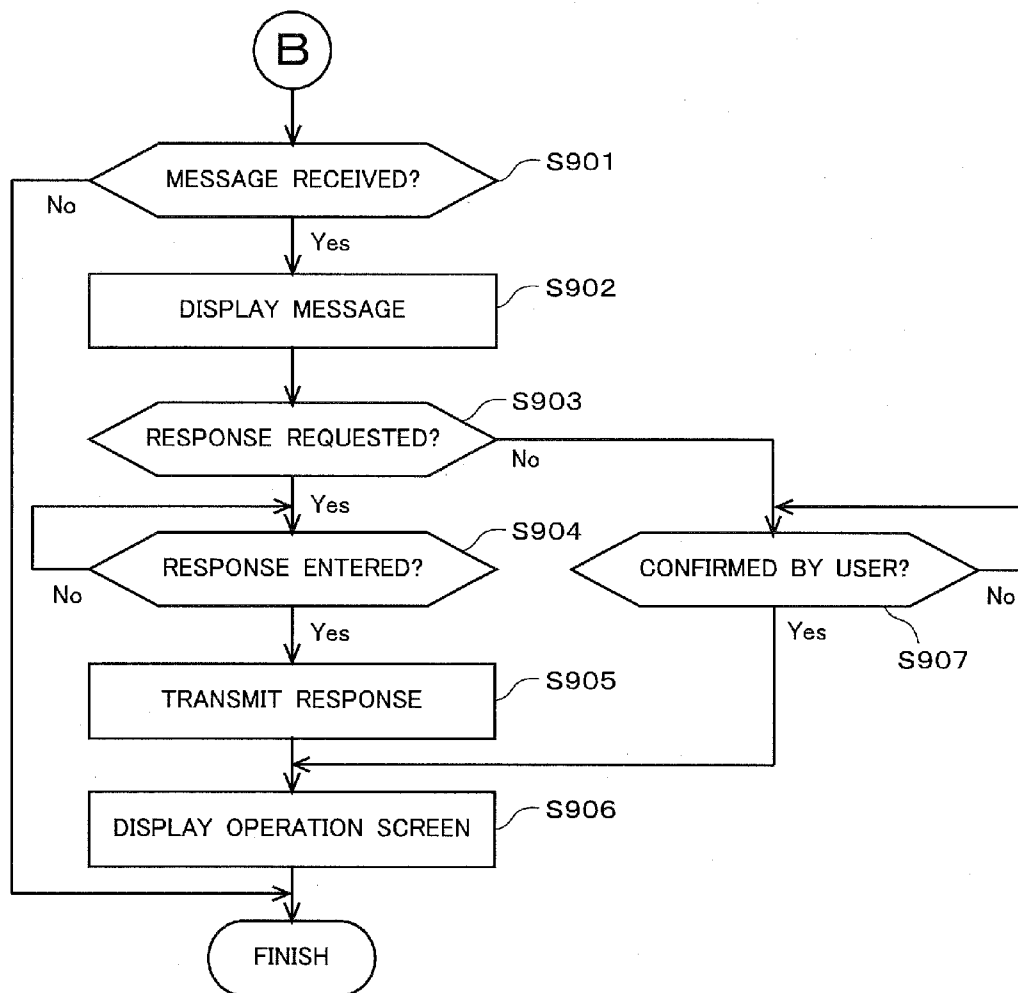 B
MESSAGE RECEIVED?
S901
No
Yes
DISPLAY MESSAGE
S902
RESPONSE REQUESTED?
S903
No
Yes
RESPONSE ENTERED?
S904
No
Yes
CONFIRMED BY USER?
No
Yes
S907
TRANSMIT RESPONSE
S905
DISPLAY OPERATION SCREEN
S906
FINISH